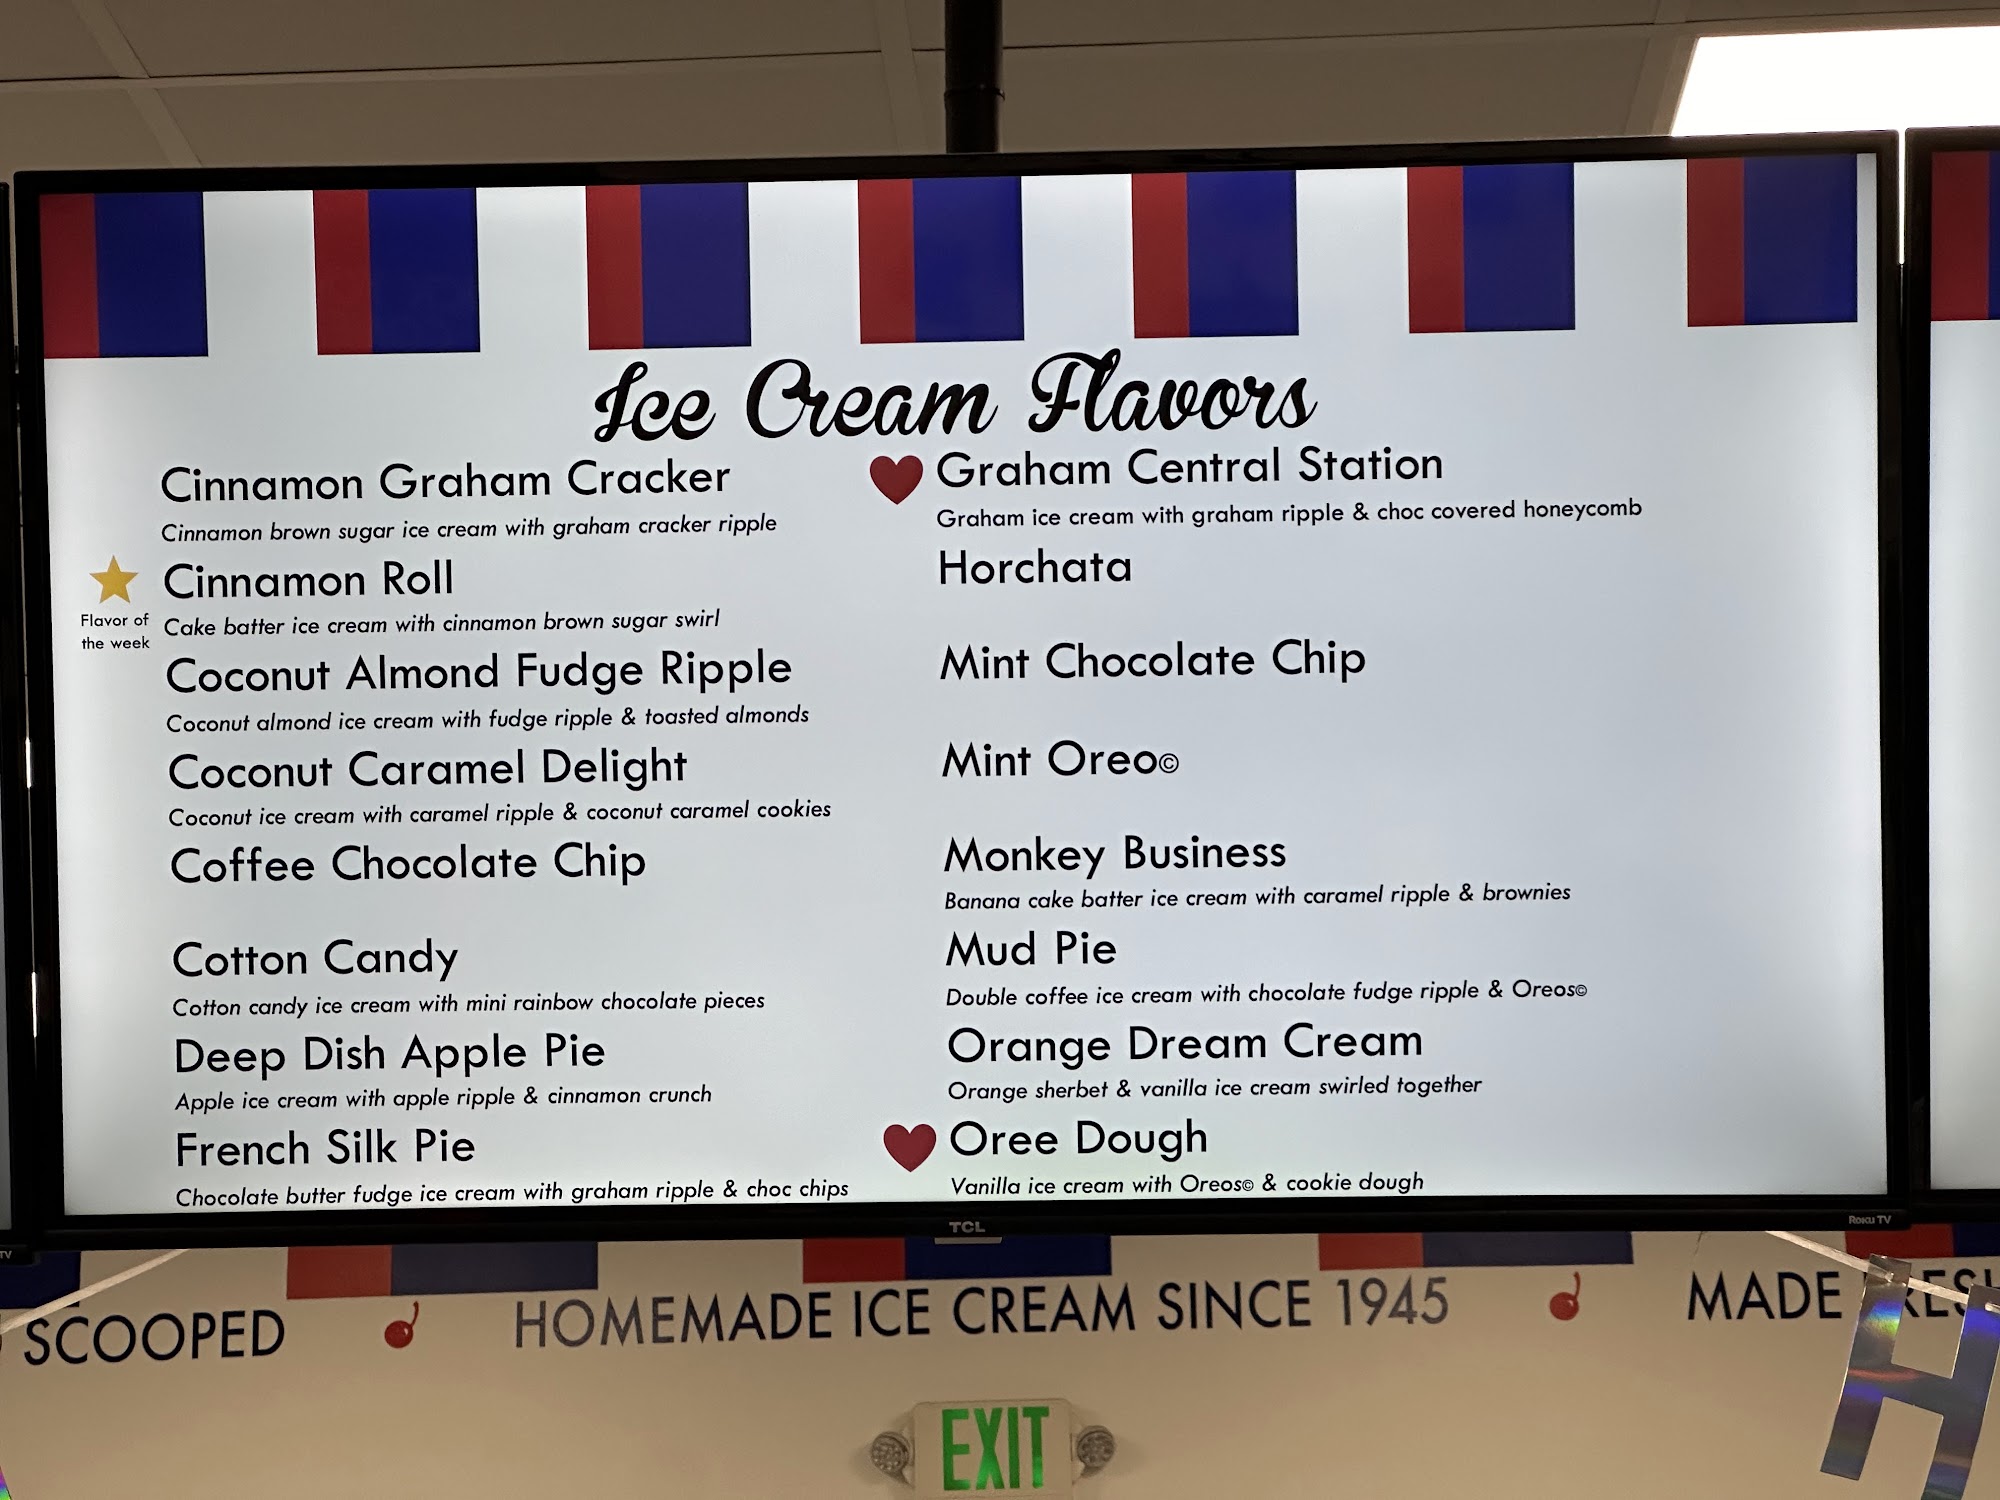 Ice Cream Flavors
Cinnamon Graham Cracker
Cinnamon brown sugar ice cream with graham cracker ripple
Flavor of
the week
Cinnamon Roll
Cake batter ice cream with cinnamon brown sugar swirl
Coconut Almond Fudge Ripple
Coconut almond ice cream with fudge ripple & toasted almonds
Coconut Caramel Delight
Coconut ice cream with caramel ripple & coconut caramel cookies
Coffee Chocolate Chip
Cotton Candy
Cotton candy ice cream with mini rainbow chocolate pieces
Deep Dish Apple Pie
Apple ice cream with apple ripple & cinnamon crunch
French Silk Pie
Chocolate butter fudge ice cream with graham ripple & choc chips
Graham Central Station
Graham ice cream with graham ripple & choc covered honeycomb
Horchata
Mint Chocolate Chip
Mint Oreo©
Monkey Business
Banana cake batter ice cream with caramel ripple & brownies
Mud Pie
Double coffee ice cream with chocolate fudge ripple & Oreos©
Orange Dream Cream
Orange sherbet & vanilla ice cream swirled together
Oree Dough
Vanilla ice cream with Oreos© & cookie dough
TCL
Roku TV
TV
SCOOPED
HOMEMADE ICE CREAM SINCE 1945
MADE
H
EXIT